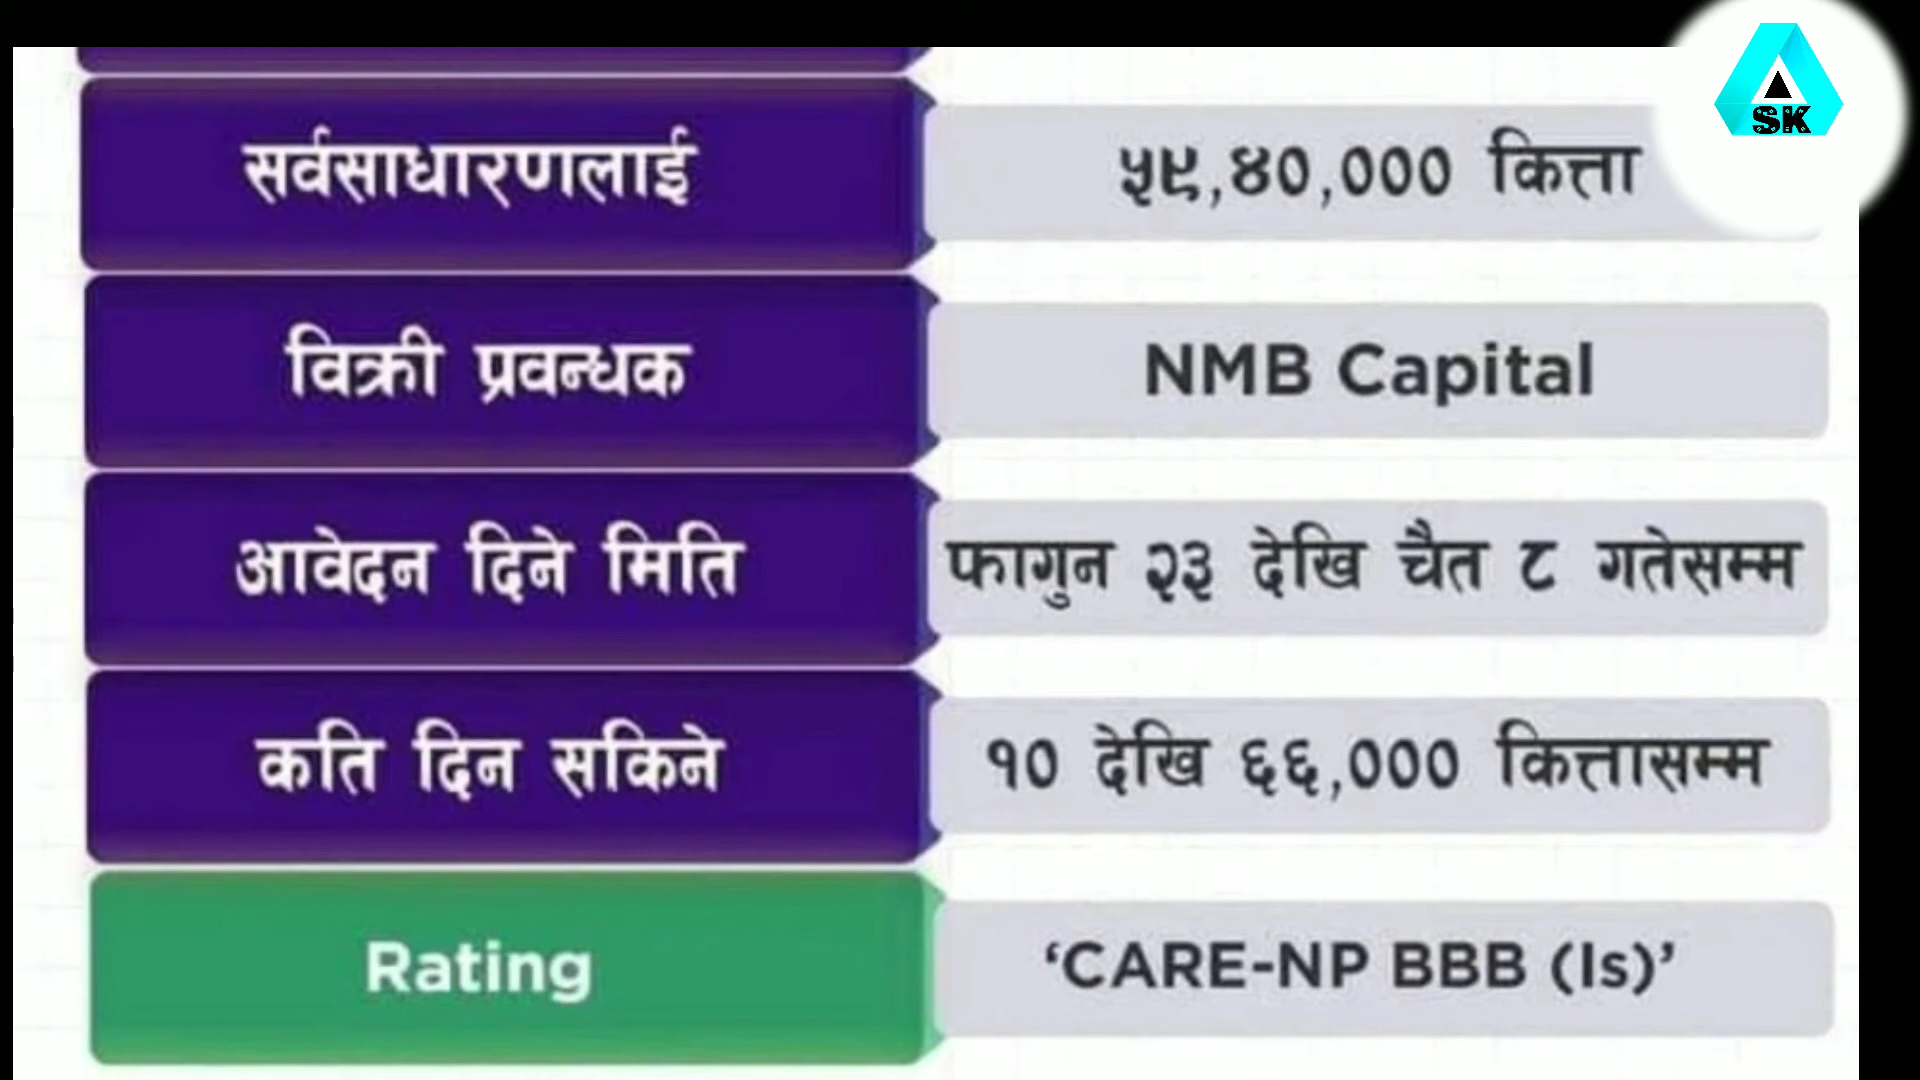 SK
सर्वसाधारणलाई ५९,४०,००० कित्ता
विक्री प्रवन्धक NMB Capital
आवेदन दिने मिति फागुन २३ देखि चैत ८ गतेसम्म
कति दिन सकिने १० देखि ६६,००० कित्तासम्म
Rating ‘CARE-NP BBB (Is)’